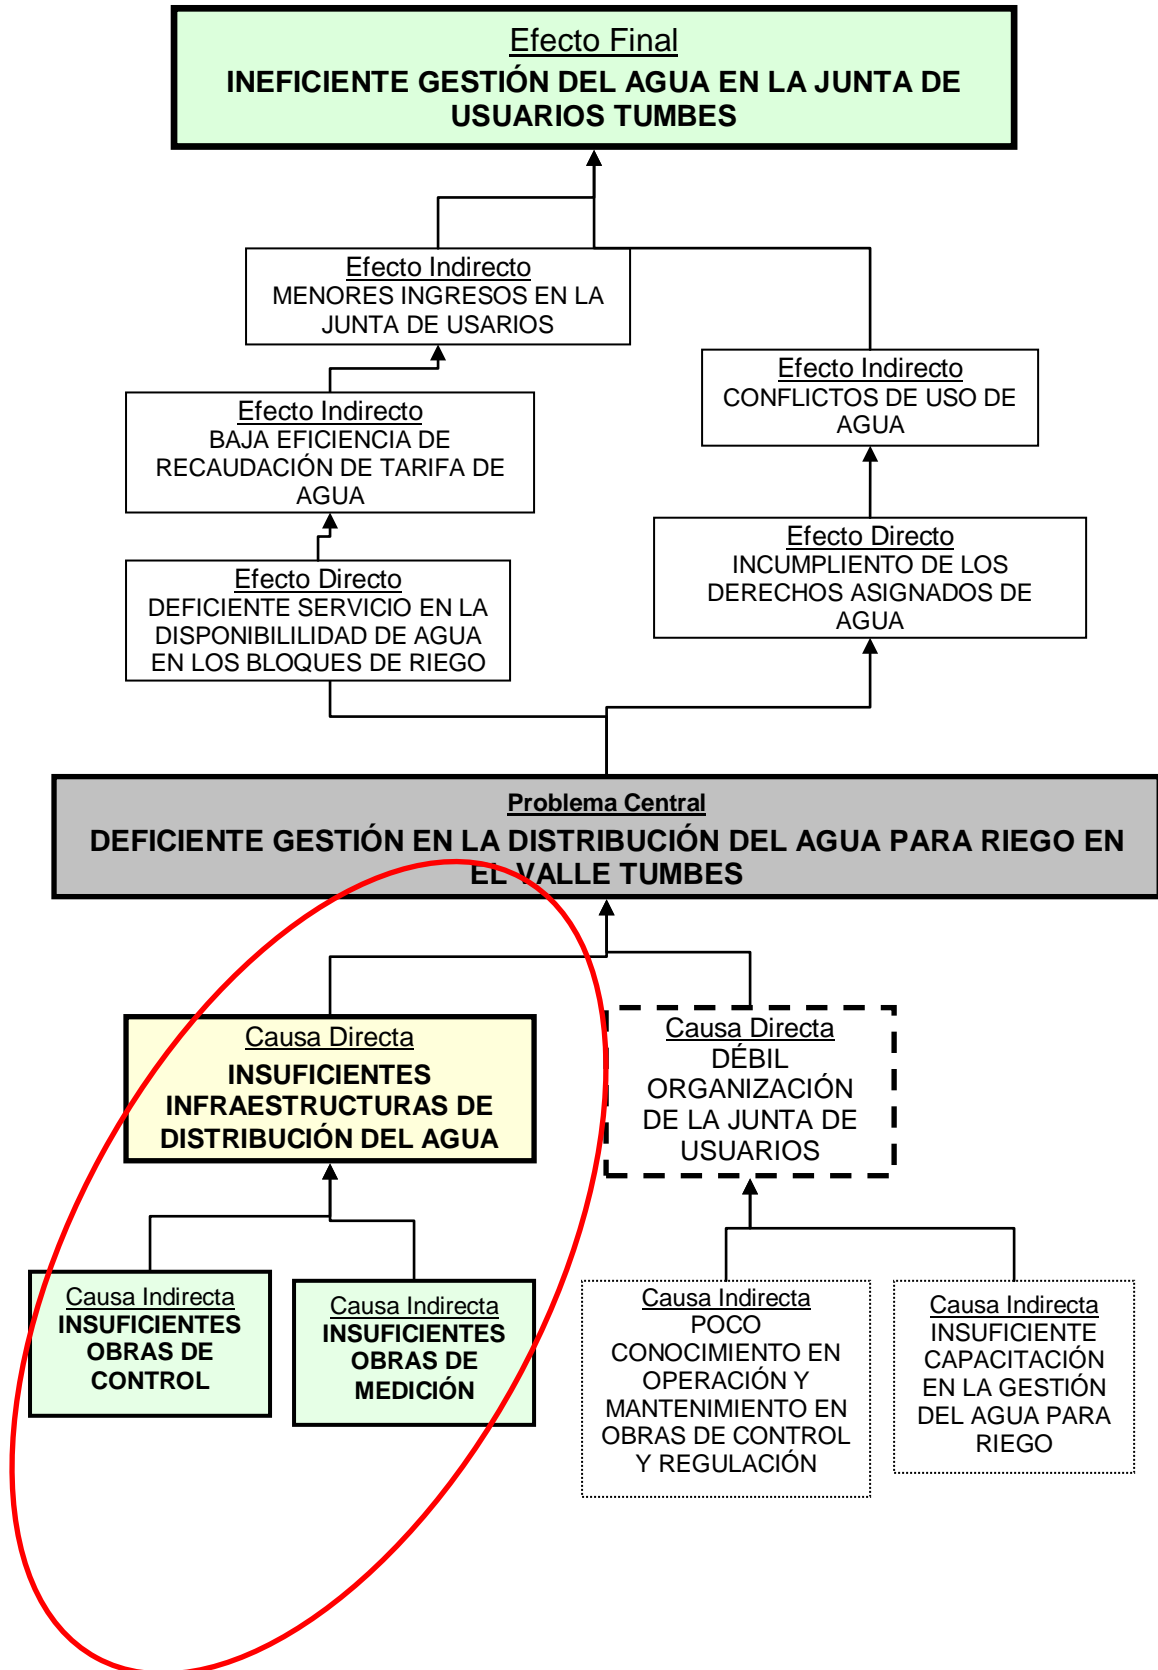 Efecto Final
INEFICIENTE GESTIÓN DEL AGUA EN LA JUNTA DE
USUARIOS TUMBES
Efecto Indirecto
MENORES INGRESOS EN LA
JUNTA DE USARIOS
Efecto Indirecto
CONFLICTOS DE USO DE
AGUA
Efecto Indirecto
BAJA EFICIENCIA DE
RECAUDACIÓN DE TARIFA DE
AGUA
Efecto Directo
INCUMPLIENTO DE LOS
DERECHOS ASIGNADOS DE
AGUA
Efecto Directo
DEFICIENTE SERVICIO EN LA
DISPONIBILILIDAD DE AGUA
EN LOS BLOQUES DE RIEGO
Problema Central
DEFICIENTE GESTIÓN EN LA DISTRIBUCIÓN DEL AGUA PARA RIEGO EN
EL VALLE TUMBES
Causa Directa
INSUFICIENTES
INFRAESTRUCTURAS DE
DISTRIBUCIÓN DEL AGUA
Causa Directa
DÉBIL
ORGANIZACIÓN
DE LA JUNTA DE
USUARIOS
Causa Indirecta
INSUFICIENTES
OBRAS DE
CONTROL
Causa Indirecta
INSUFICIENTES
OBRAS DE
MEDICIÓN
Causa Indirecta
POCO
CONOCIMIENTO EN
OPERACIÓN Y
MANTENIMIENTO EN
OBRAS DE CONTROL
Y REGULACIÓN
Causa Indirecta
INSUFICIENTE
CAPACITACIÓN
EN LA GESTIÓN
DEL AGUA PARA
RIEGO